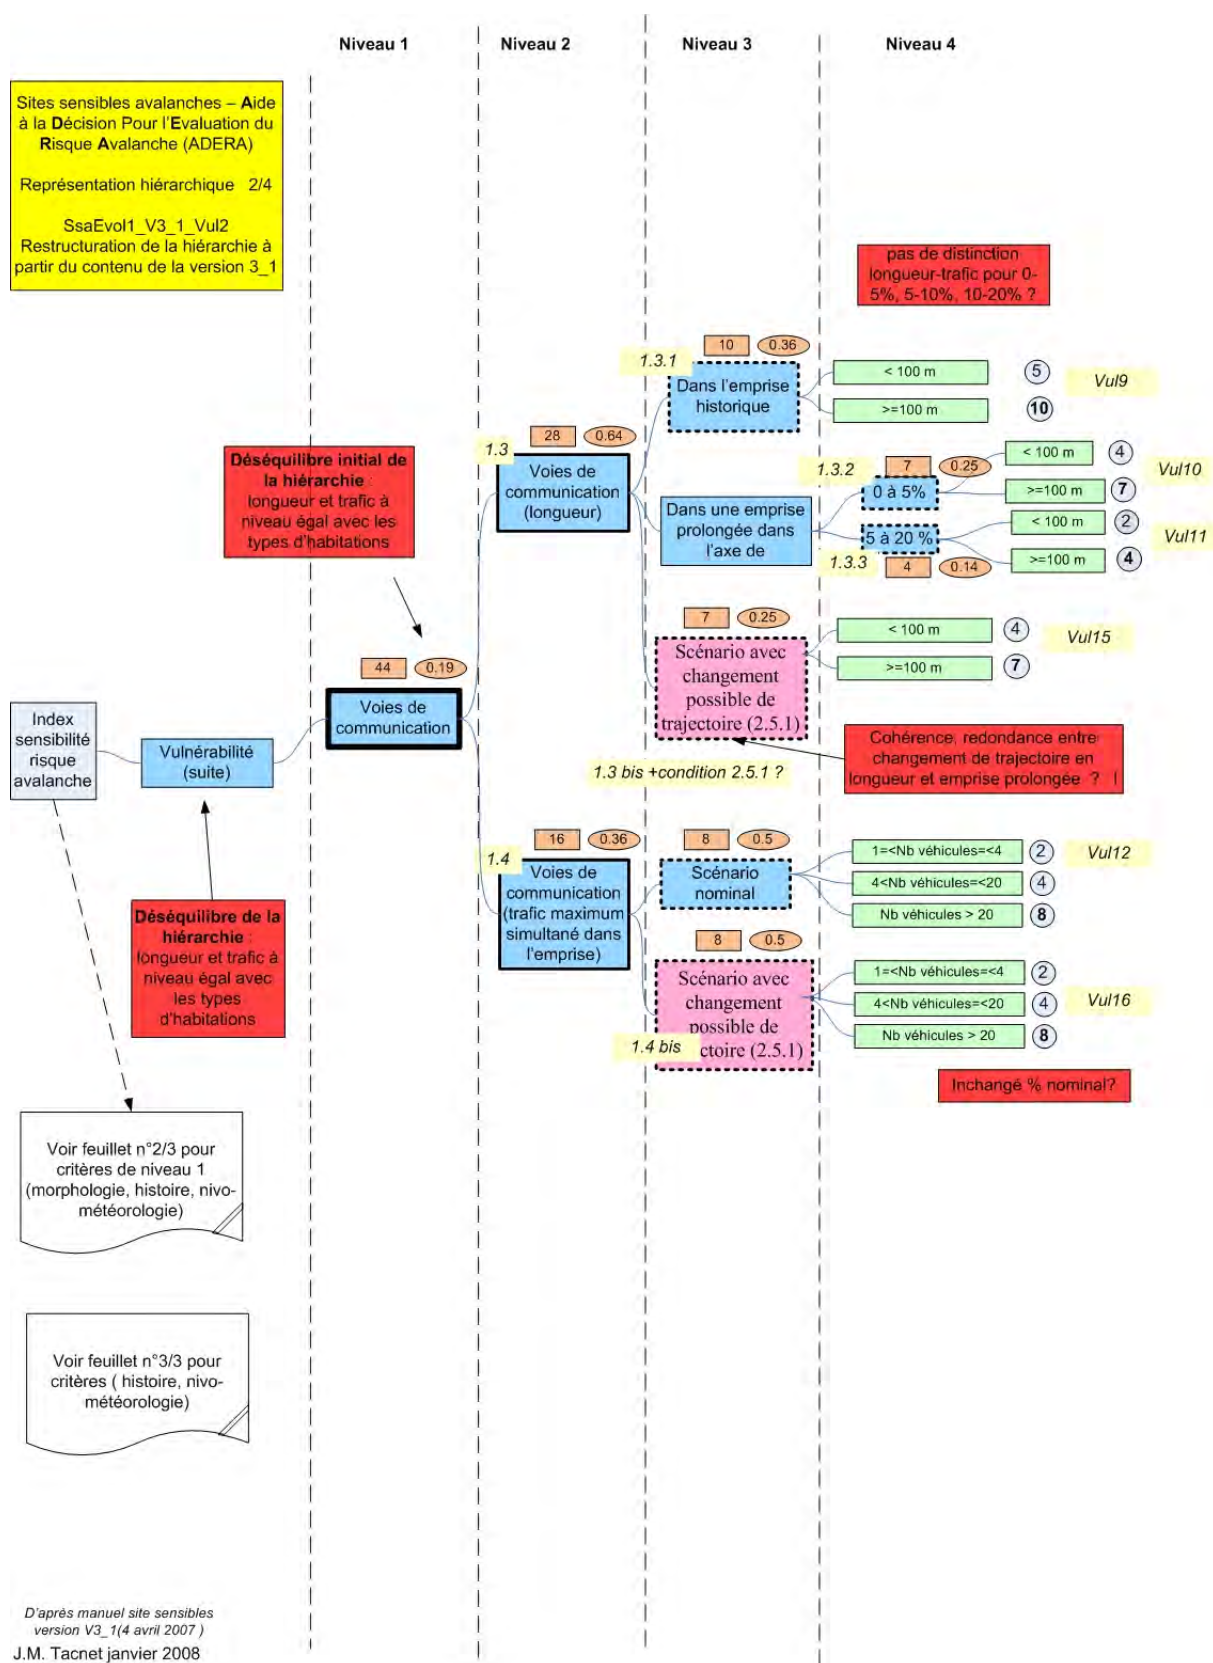 Niveau 1
Niveau 2
Niveau 3
Niveau 4
Sites sensibles avalanches – Aide
à la Décision Pour l'Evaluation du
Risque Avalanche (ADERA)
Représentation hiérarchique 2/4
SsaEvol1_V3_1_Vul2
Restructuration de la hiérarchie à
partir du contenu de la version 3_1
pas de distinction
longueur-trafic pour 0-
5%, 5-10%, 10-20% ?
10
0.36
1.3.1
Dans l'emprise
historique
< 100 m
5
>=100 m
10
Vul9
28
0.64
1.3
Voies de
communication
(longueur)
Déséquilibre initial de
la hiérarchie :
longueur et trafic à
niveau égal avec les
types d'habitations
Dans une emprise
prolongée dans
l'axe de
1.3.2
7
0.25
0 à 5%
< 100 m
4
>=100 m
7
Vul10
5 à 20 %
1.3.3
4
0.14
< 100 m
2
>=100 m
4
Vul11
7
0.25
Scénario avec
changement
possible de
trajectoire (2.5.1)
< 100 m
4
>=100 m
7
Vul15
44
0.19
Voies de
communication
Index
sensibilité
risque
avalanche
Vulnérabilité
(suite)
Cohérence, redondance entre
changement de trajectoire en
longueur et emprise prolongée ? !
1.3 bis +condition 2.5.1 ?
16
0.36
1.4
Voies de
communication
(trafic maximum
simultané dans
l'emprise)
8
0.5
Scénario
nominal
1=<Nb véhicules=<4
2
4<Nb véhicules=<20
4
Nb véhicules > 20
8
Vul12
Déséquilibre de la
hiérarchie :
longueur et trafic à
niveau égal avec
les types
d'habitations
8
0.5
Scénario avec
changement
possible de
ctoire (2.5.1)
1.4 bis
1=<Nb véhicules=<4
2
4<Nb véhicules=<20
4
Nb véhicules > 20
8
Vul16
Inchangé % nominal?
Voir feuillet n°2/3 pour
critères de niveau 1
(morphologie, histoire, nivo-
météorologie)
Voir feuillet n°3/3 pour
critères ( histoire, nivo-
météorologie)
D'après manuel site sensibles
version V3_1(4 avril 2007 )
J.M. Tacnet janvier 2008